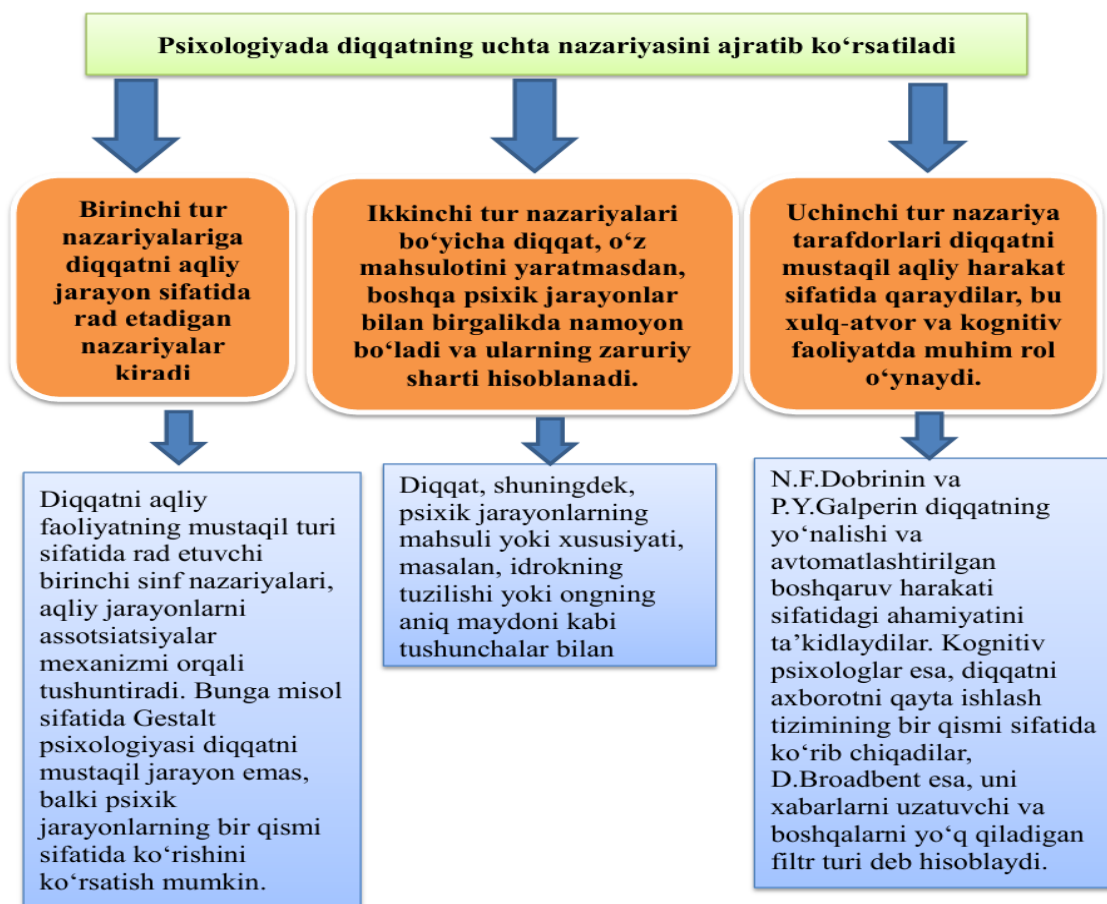 Psixologiyada diqqatning uchta nazariyasini ajratib ko‘rsatiladi
Birinchi tur
nazariyalariga
diqqatni aqliy
jarayon sifatida
rad etadigan
nazariyalar
kiradi
Ikkinchi tur nazariyalari
bo‘yicha diqqat, o‘z
mahsulotini yaratmasdan,
boshqa psixik jarayonlar
bilan birgalikda namoyon
bo‘ladi va ularning zaruriy
sharti hisoblanadi.
Uchinchi tur nazariya
tarafdorlari diqqatni
mustaqil aqliy harakat
sifatida qaraydilar, bu
xulq-atvor va kognitiv
faoliyatda muhim rol
o‘ynaydi.
Diqqatni aqliy
faoliyatning mustaqil turi
sifatida rad etuvchi
birinchi sinf nazariyalari,
aqliy jarayonlarni
assotsiatsiyalar
mexanizmi orqali
tushuntiradi. Bunga misol
sifatida Gestalt
psixologiyasi diqqatni
mustaqil jarayon emas,
balki psixik
jarayonlarning bir qismi
sifatida ko‘rishini
ko‘rsatish mumkin.
Diqqat, shuningdek,
psixik jarayonlarning
mahsuli yoki xususiyati,
masalan, idrokning
tuzilishi yoki ongning
aniq maydoni kabi
tushunchalar bilan
N.F.Dobrinin va
P.Y.Galperin diqqatning
yo‘nalishi va
avtomatlashtirilgan
boshqaruv harakati
sifatidagi ahamiyatini
ta’kidlaydilar. Kognitiv
psixologlar esa, diqqatni
axborotni qayta ishlash
tizimining bir qismi sifatida
ko‘rib chiqadilar,
D.Broadbent esa, uni
xabarlarni uzatuvchi va
boshqalarni yo‘q qiladigan
filtr turi deb hisoblaydi.